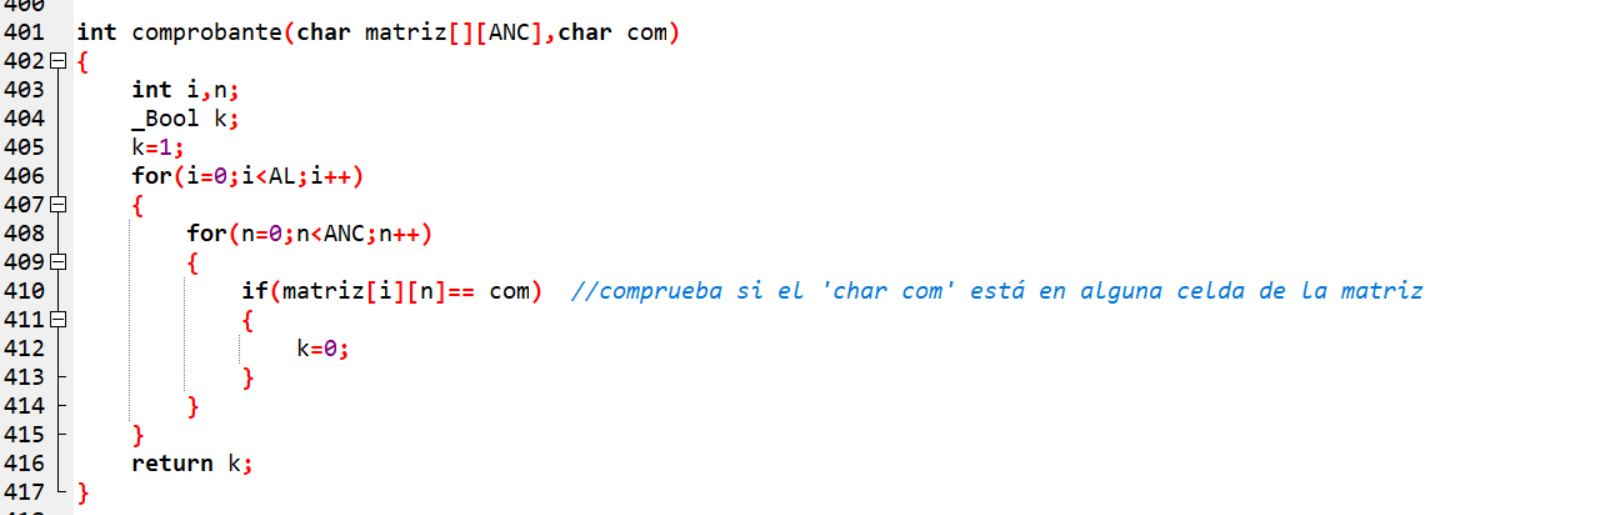 400
401 int comprobante(char matriz[][ANC],char com)
402 {
403 int i,n;
404 _Bool k;
405 k=1;
406 for(i=0;i<AL;i++)
407 {
408 for(n=0;n<ANC;n++)
409 {
410 if(matriz[i][n]== com) //comprueba si el 'char com' está en alguna celda de la matriz
411 {
412 k=0;
413 }
414 }
415 }
416 return k;
417 }